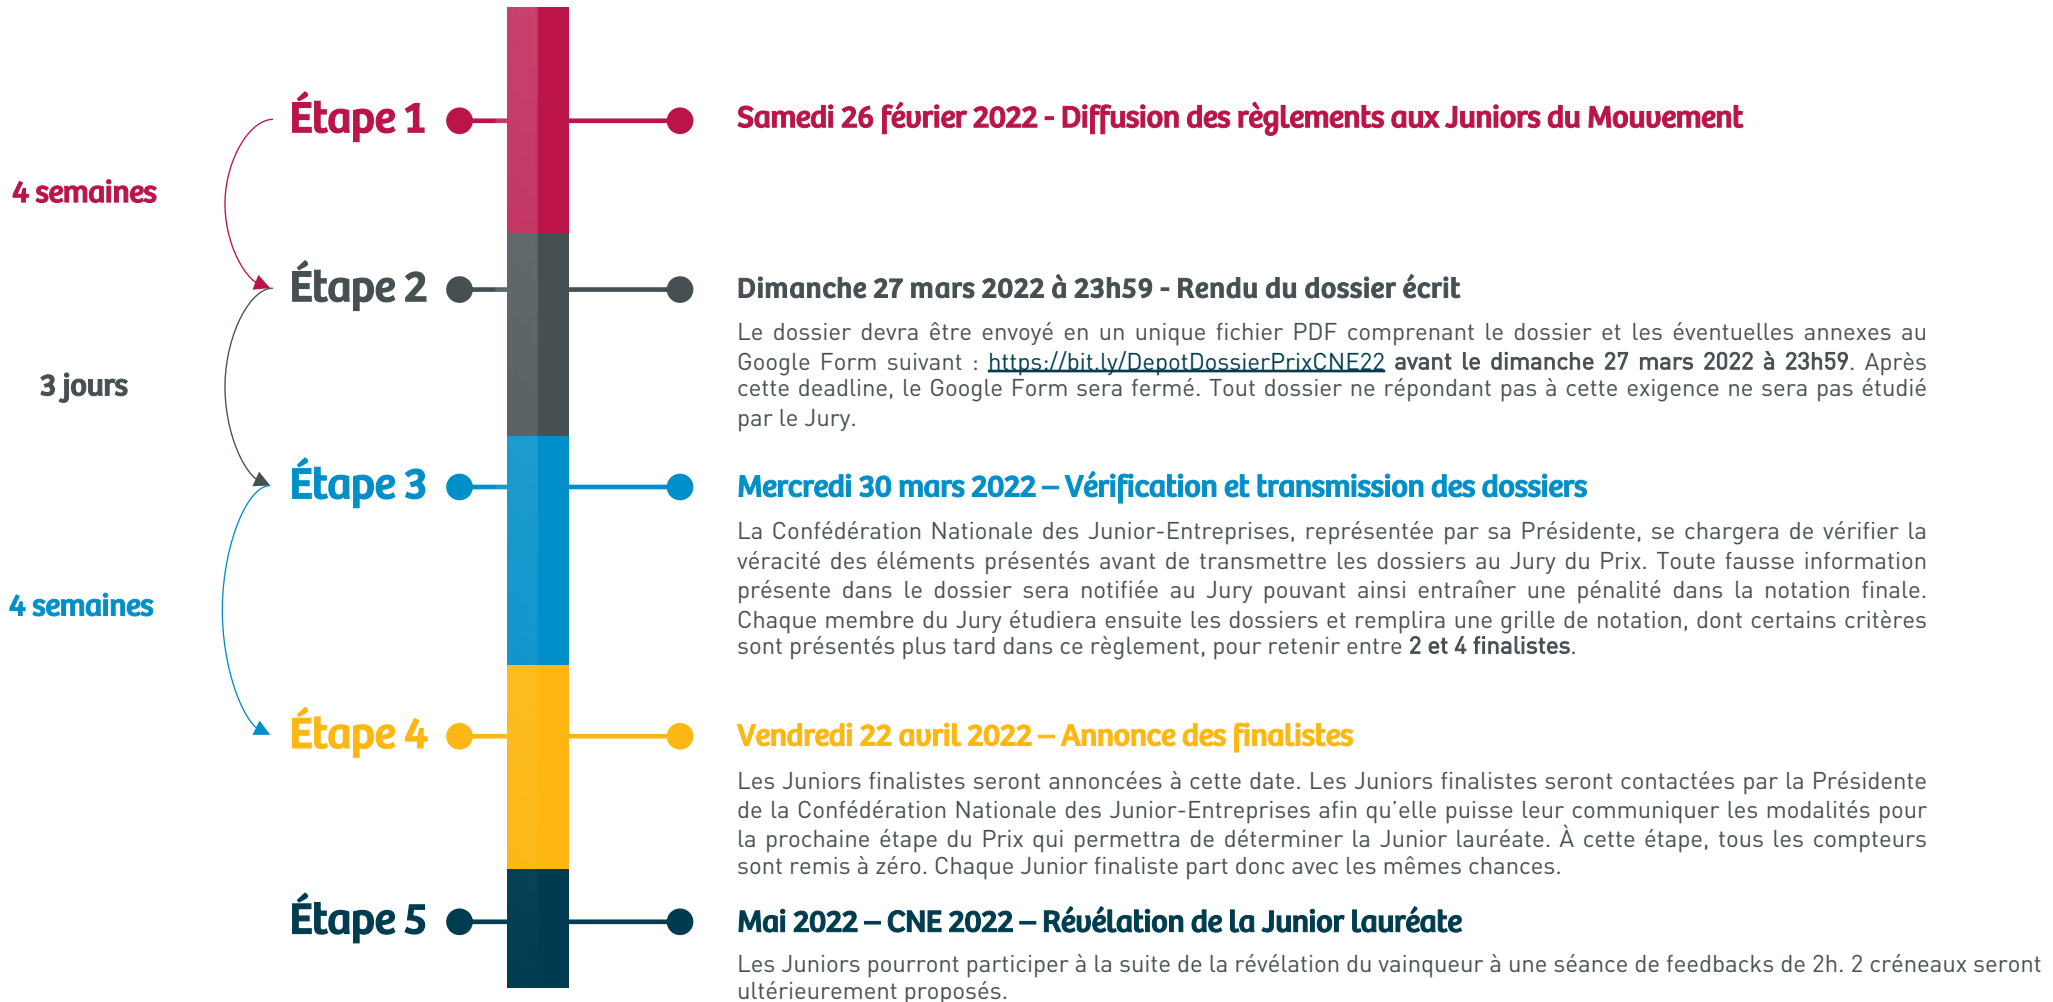 Étape 1
Samedi 26 février 2022 - Diffusion des règlements aux Juniors du Mouvement
4 semaines
Étape 2
Dimanche 27 mars 2022 à 23h59 - Rendu du dossier écrit
Le dossier devra être envoyé en un unique fichier PDF comprenant le dossier et les éventuelles annexes au
Google Form suivant : https://bit.ly/DepotDossierPrixCNE22 avant le dimanche 27 mars 2022 à 23h59. Après
cette deadline, le Google Form sera fermé. Tout dossier ne répondant pas à cette exigence ne sera pas étudié
par le Jury.
3 jours
Étape 3
Mercredi 30 mars 2022 – Vérification et transmission des dossiers
La Confédération Nationale des Junior-Entreprises, représentée par sa Présidente, se chargera de vérifier la
véracité des éléments présentés avant de transmettre les dossiers au Jury du Prix. Toute fausse information
présente dans le dossier sera notifiée au Jury pouvant ainsi entraîner une pénalité dans la notation finale.
Chaque membre du Jury étudiera ensuite les dossiers et remplira une grille de notation, dont certains critères
sont présentés plus tard dans ce règlement, pour retenir entre 2 et 4 finalistes.
4 semaines
Étape 4
Vendredi 22 avril 2022 – Annonce des finalistes
Les Juniors finalistes seront annoncées à cette date. Les Juniors finalistes seront contactées par la Présidente
de la Confédération Nationale des Junior-Entreprises afin qu’elle puisse leur communiquer les modalités pour
la prochaine étape du Prix qui permettra de déterminer la Junior lauréate. À cette étape, tous les compteurs
sont remis à zéro. Chaque Junior finaliste part donc avec les mêmes chances.
Étape 5
Mai 2022 – CNE 2022 – Révélation de la Junior lauréate
Les Juniors pourront participer à la suite de la révélation du vainqueur à une séance de feedbacks de 2h. 2 créneaux seront
ultérieurement proposés.